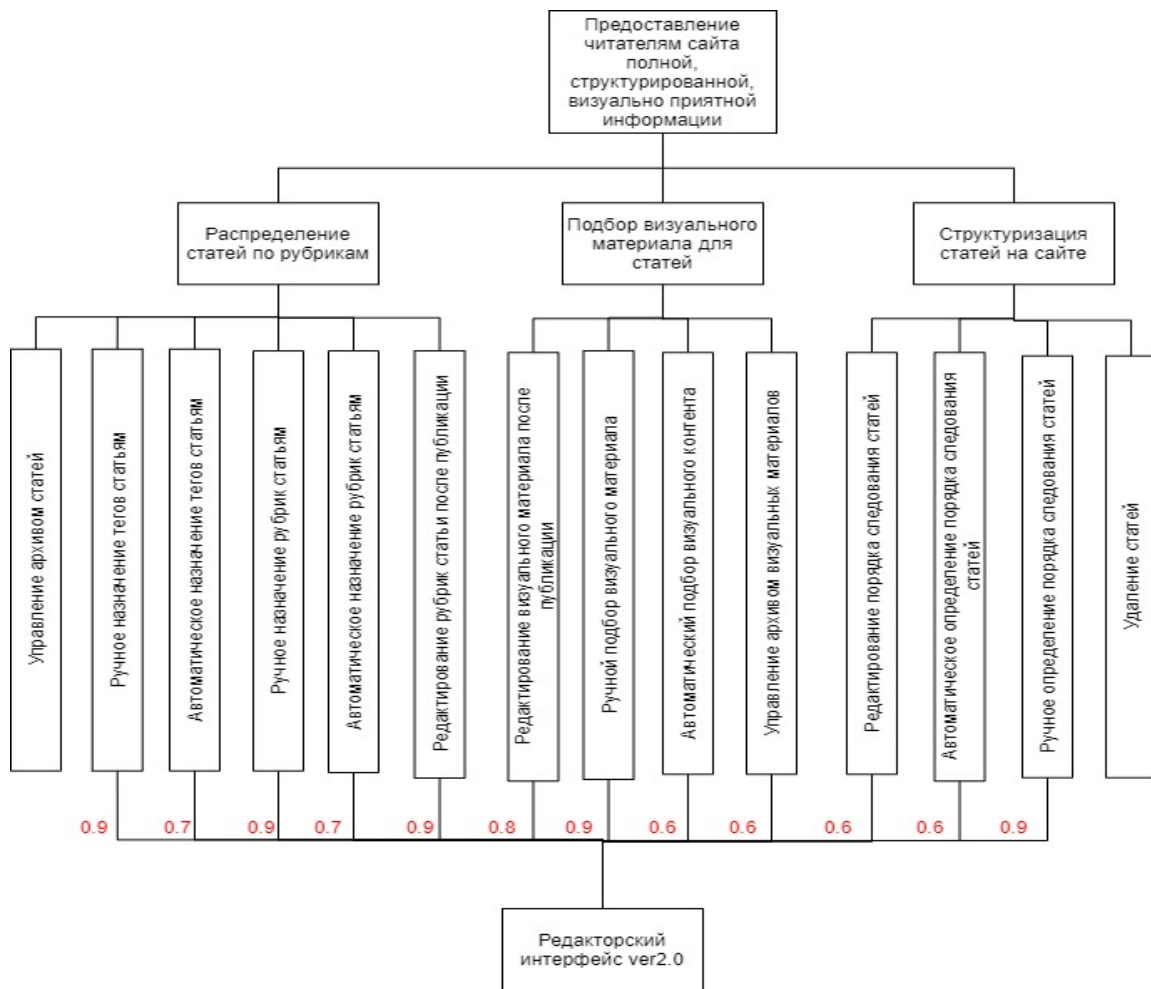 Предоставление
читателям сайта
полной,
структурированной,
визуально приятной
информации
Распределение
статей по рубрикам
Подбор визуального
материала для
статей
Структуризация
статей на сайте
Управление архивом статей
Ручное назначение тегов статьям
Автоматическое назначение тегов статьям
Ручное назначение рубрик статьям
Автоматическое назначение рубрик статьям
Редактирование рубрик статьи после публикации
Редактирование визуального материала после
публикации
Ручной подбор визуального материала
Автоматический подбор визуального контента
Управление архивом визуальных материалов
Редактирование порядка следования статей
Автоматическое определение порядка следования
статей
Ручное определение порядка следования статей
Удаление статей
0.9
0.7
0.9
0.7
0.9
0.8
0.9
0.6
0.6
0.6
0.6
0.9
Редакторский
интерфейс ver2.0